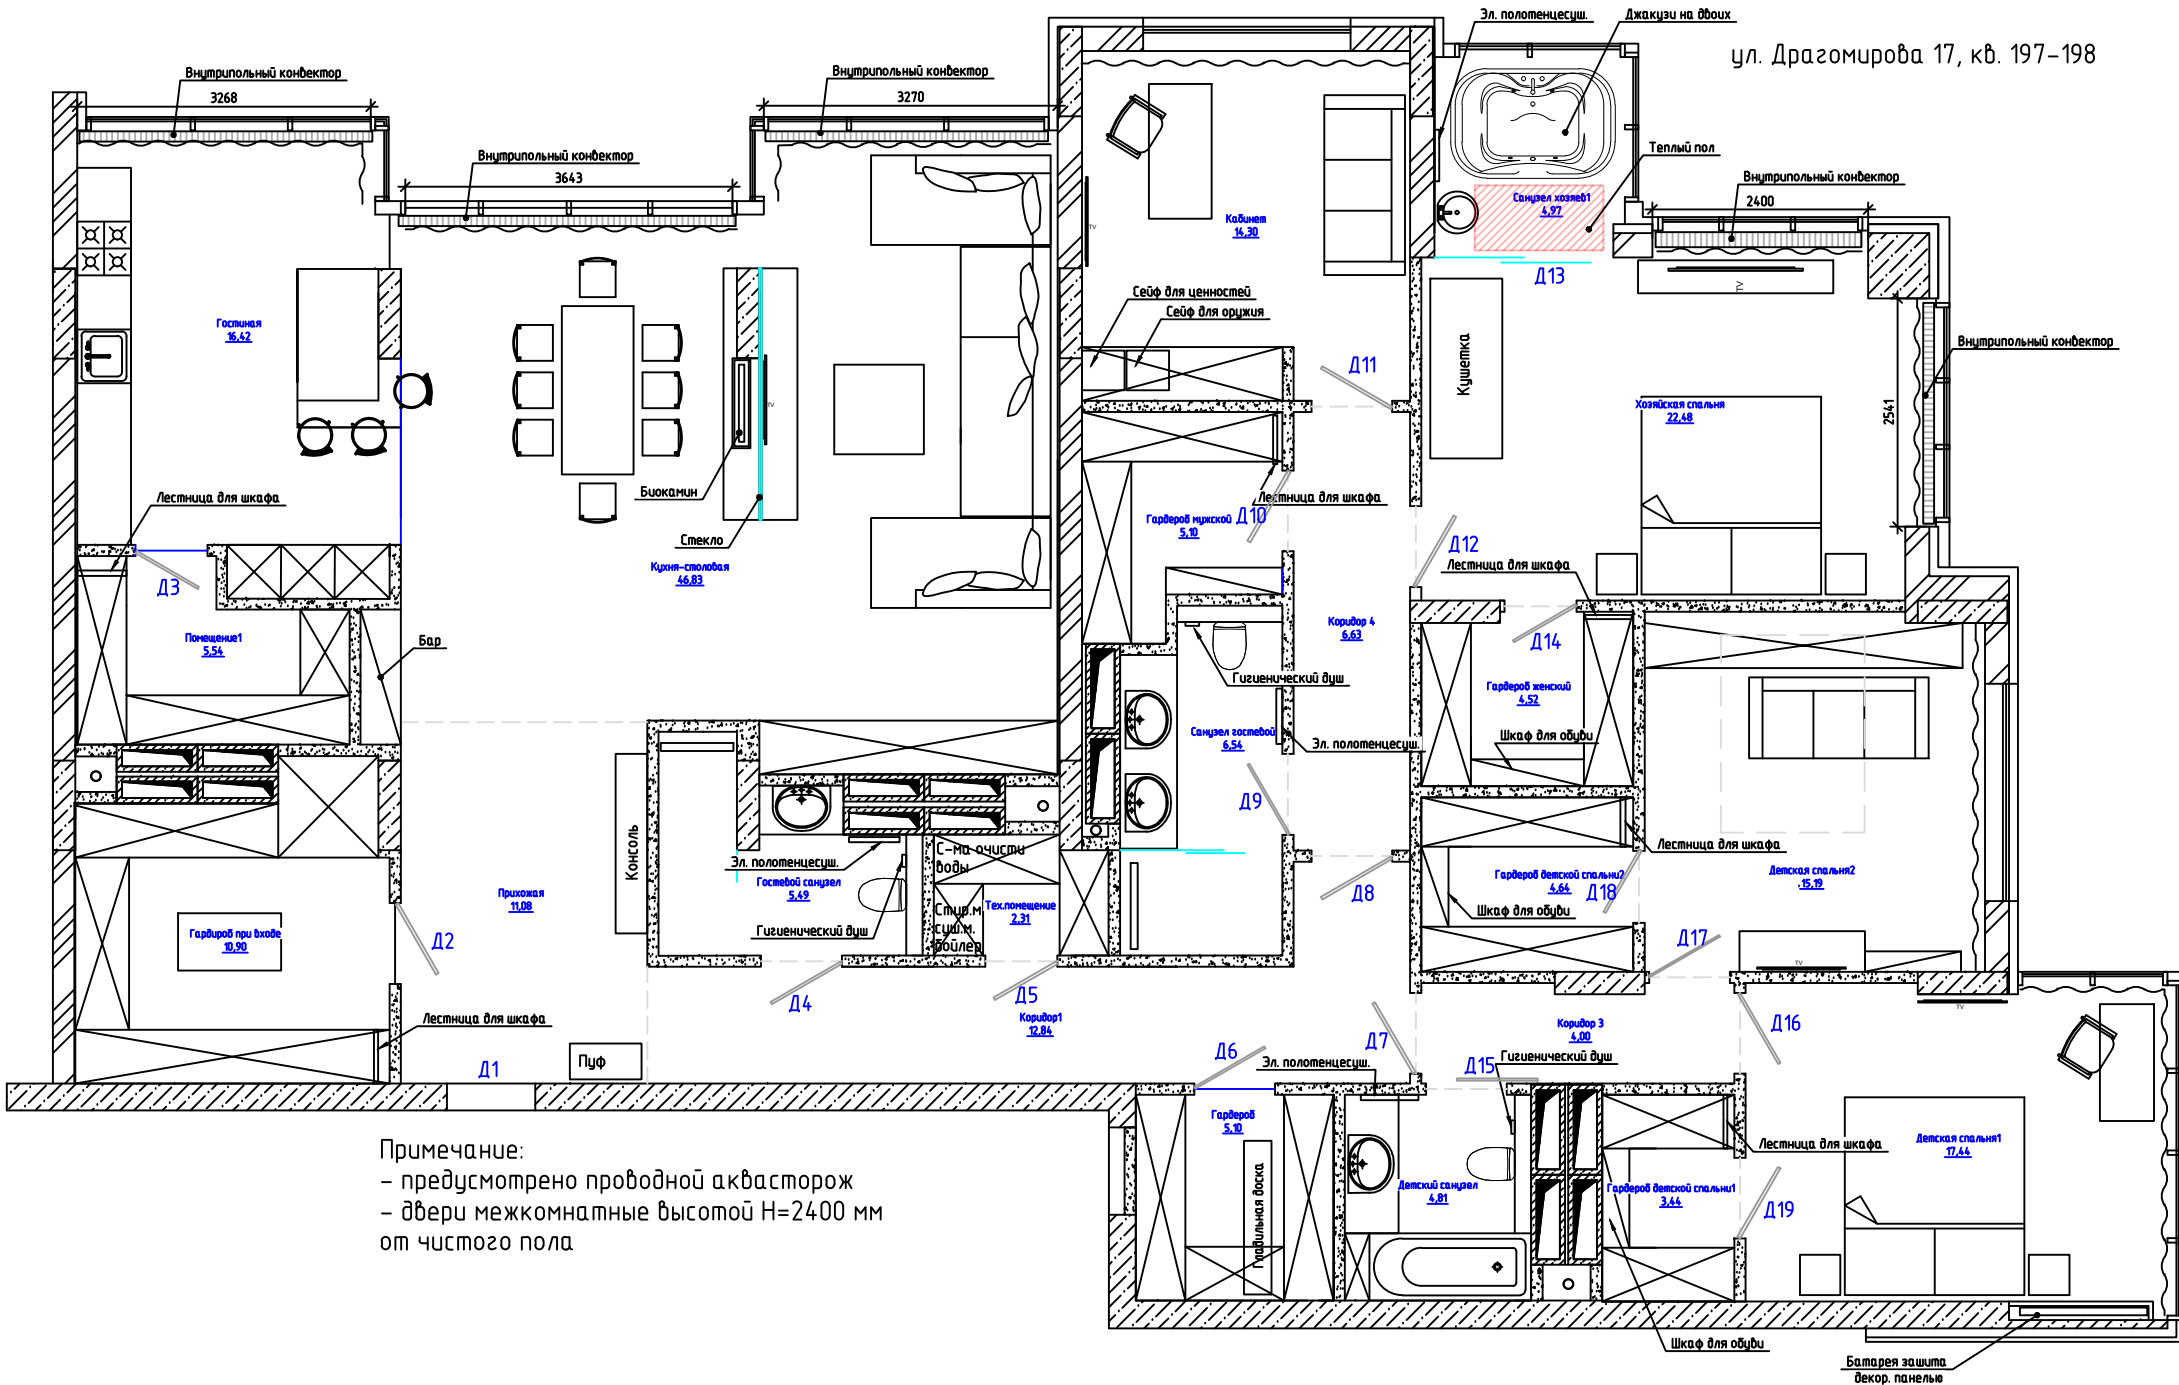 Эл. полотенцесуш.
Джакузи на двоих
ул. Драгомирова 17, кв. 197-198
Внутрипольный конвектор
3268
Внутрипольный конвектор
3270
Внутрипольный конвектор
3643
Теплый пол
Внутрипольный конвектор
2400
Санузел хозяев1
4,97
Кабинет
14,30
TV
Д13
TV
Сейф для ценностей
Сейф для оружия
Гостиная
16,42
Кушетка
Внутрипольный конвектор
2541
Д11
TV
Хозяйская спальня
22,48
Биокамин
Лестница для шкафа
Лестница для шкафа
Гардероб мужской
5,10
Д10
Стекло
Д12
Кухня-столовая
46,83
Лестница для шкафа
Д3
Помещение1
5,54
Бар
Коридор 4
6,63
Д14
Гигиенический душ
Гардероб женский
4,52
Санузел гостевой
6,54
Эл. полотенцесуш.
Шкаф для обуви
Д9
Консоль
С-ма очисти
воды
Эл. полотенцесуш.
Гостевой санузел
5,49
Лестница для шкафа
Гардероб детской спальни2
4,64
Д18
Детская спальня2
15,19
Д8
Прихожая
11,08
Стир.м
суш.м.
бойлер
Тех.помещение
2,31
Шкаф для обуви
Гигиенический душ
Гардироб при входе
10,90
Д2
Д17
TV
Д4
Д5
Лестница для шкафа
Коридор1
12,84
Коридор 3
4,00
Д16
TV
Д7
Д6
Эл. полотенцесуш.
Гигиенический душ
Д15
Д1
Пуф
Гардероб
5,10
Гладильная доска
Детский санузел
4,81
Лестница для шкафа
Гардероб детской спальни1
3,44
Д19
Детская спальня1
17,44
Примечание:
- предусмотрено проводной аквасторож
- двери межкомнатные высотой Н=2400 мм
от чистого пола
Шкаф для обуви
Батарея зашита
декор. панелью